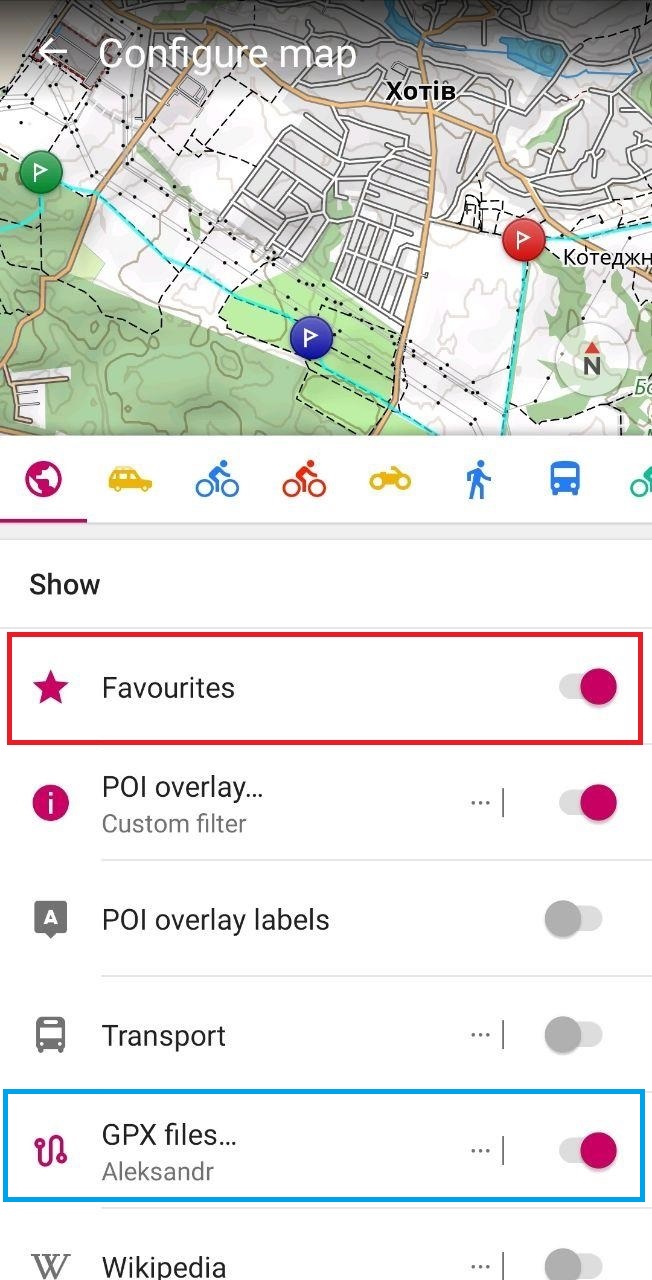 Configure map
Хотів
Котеджн
N
Бо
Show
Favourites
POI overlay...
Custom filter
POI overlay labels
Transport
GPX files...
Aleksandr
Wikipedia